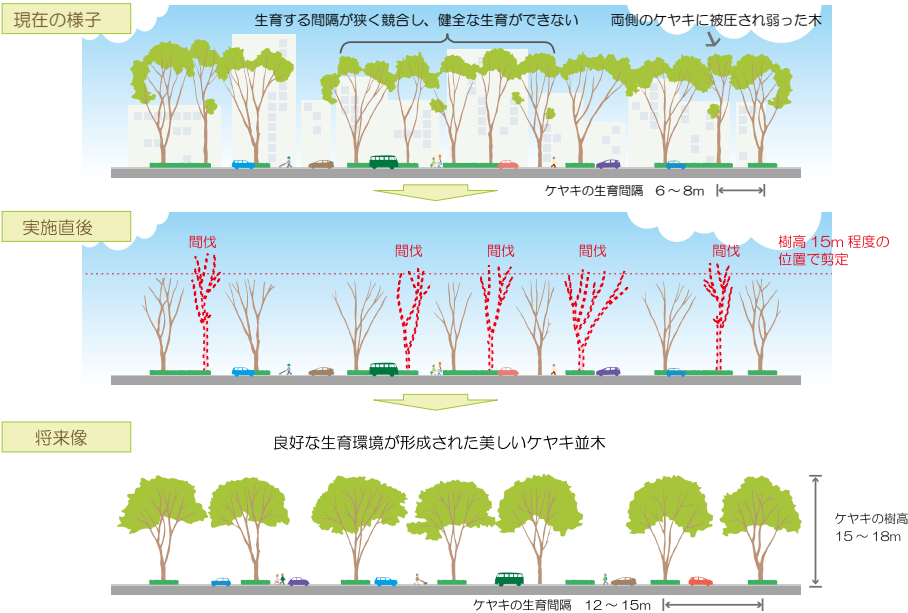 現在の様子
生育する間隔が狭く競合し、健全な生育ができない
両側のケヤキに被圧され弱った木
ケヤキの生育間隔 6～8m
実施直後
間伐
間伐
間伐
間伐
間伐
樹高 15m 程度の
位置で剪定
将来像
良好な生育環境が形成された美しいケヤキ並木
ケヤキの樹高
15～18m
ケヤキの生育間隔 12～15m